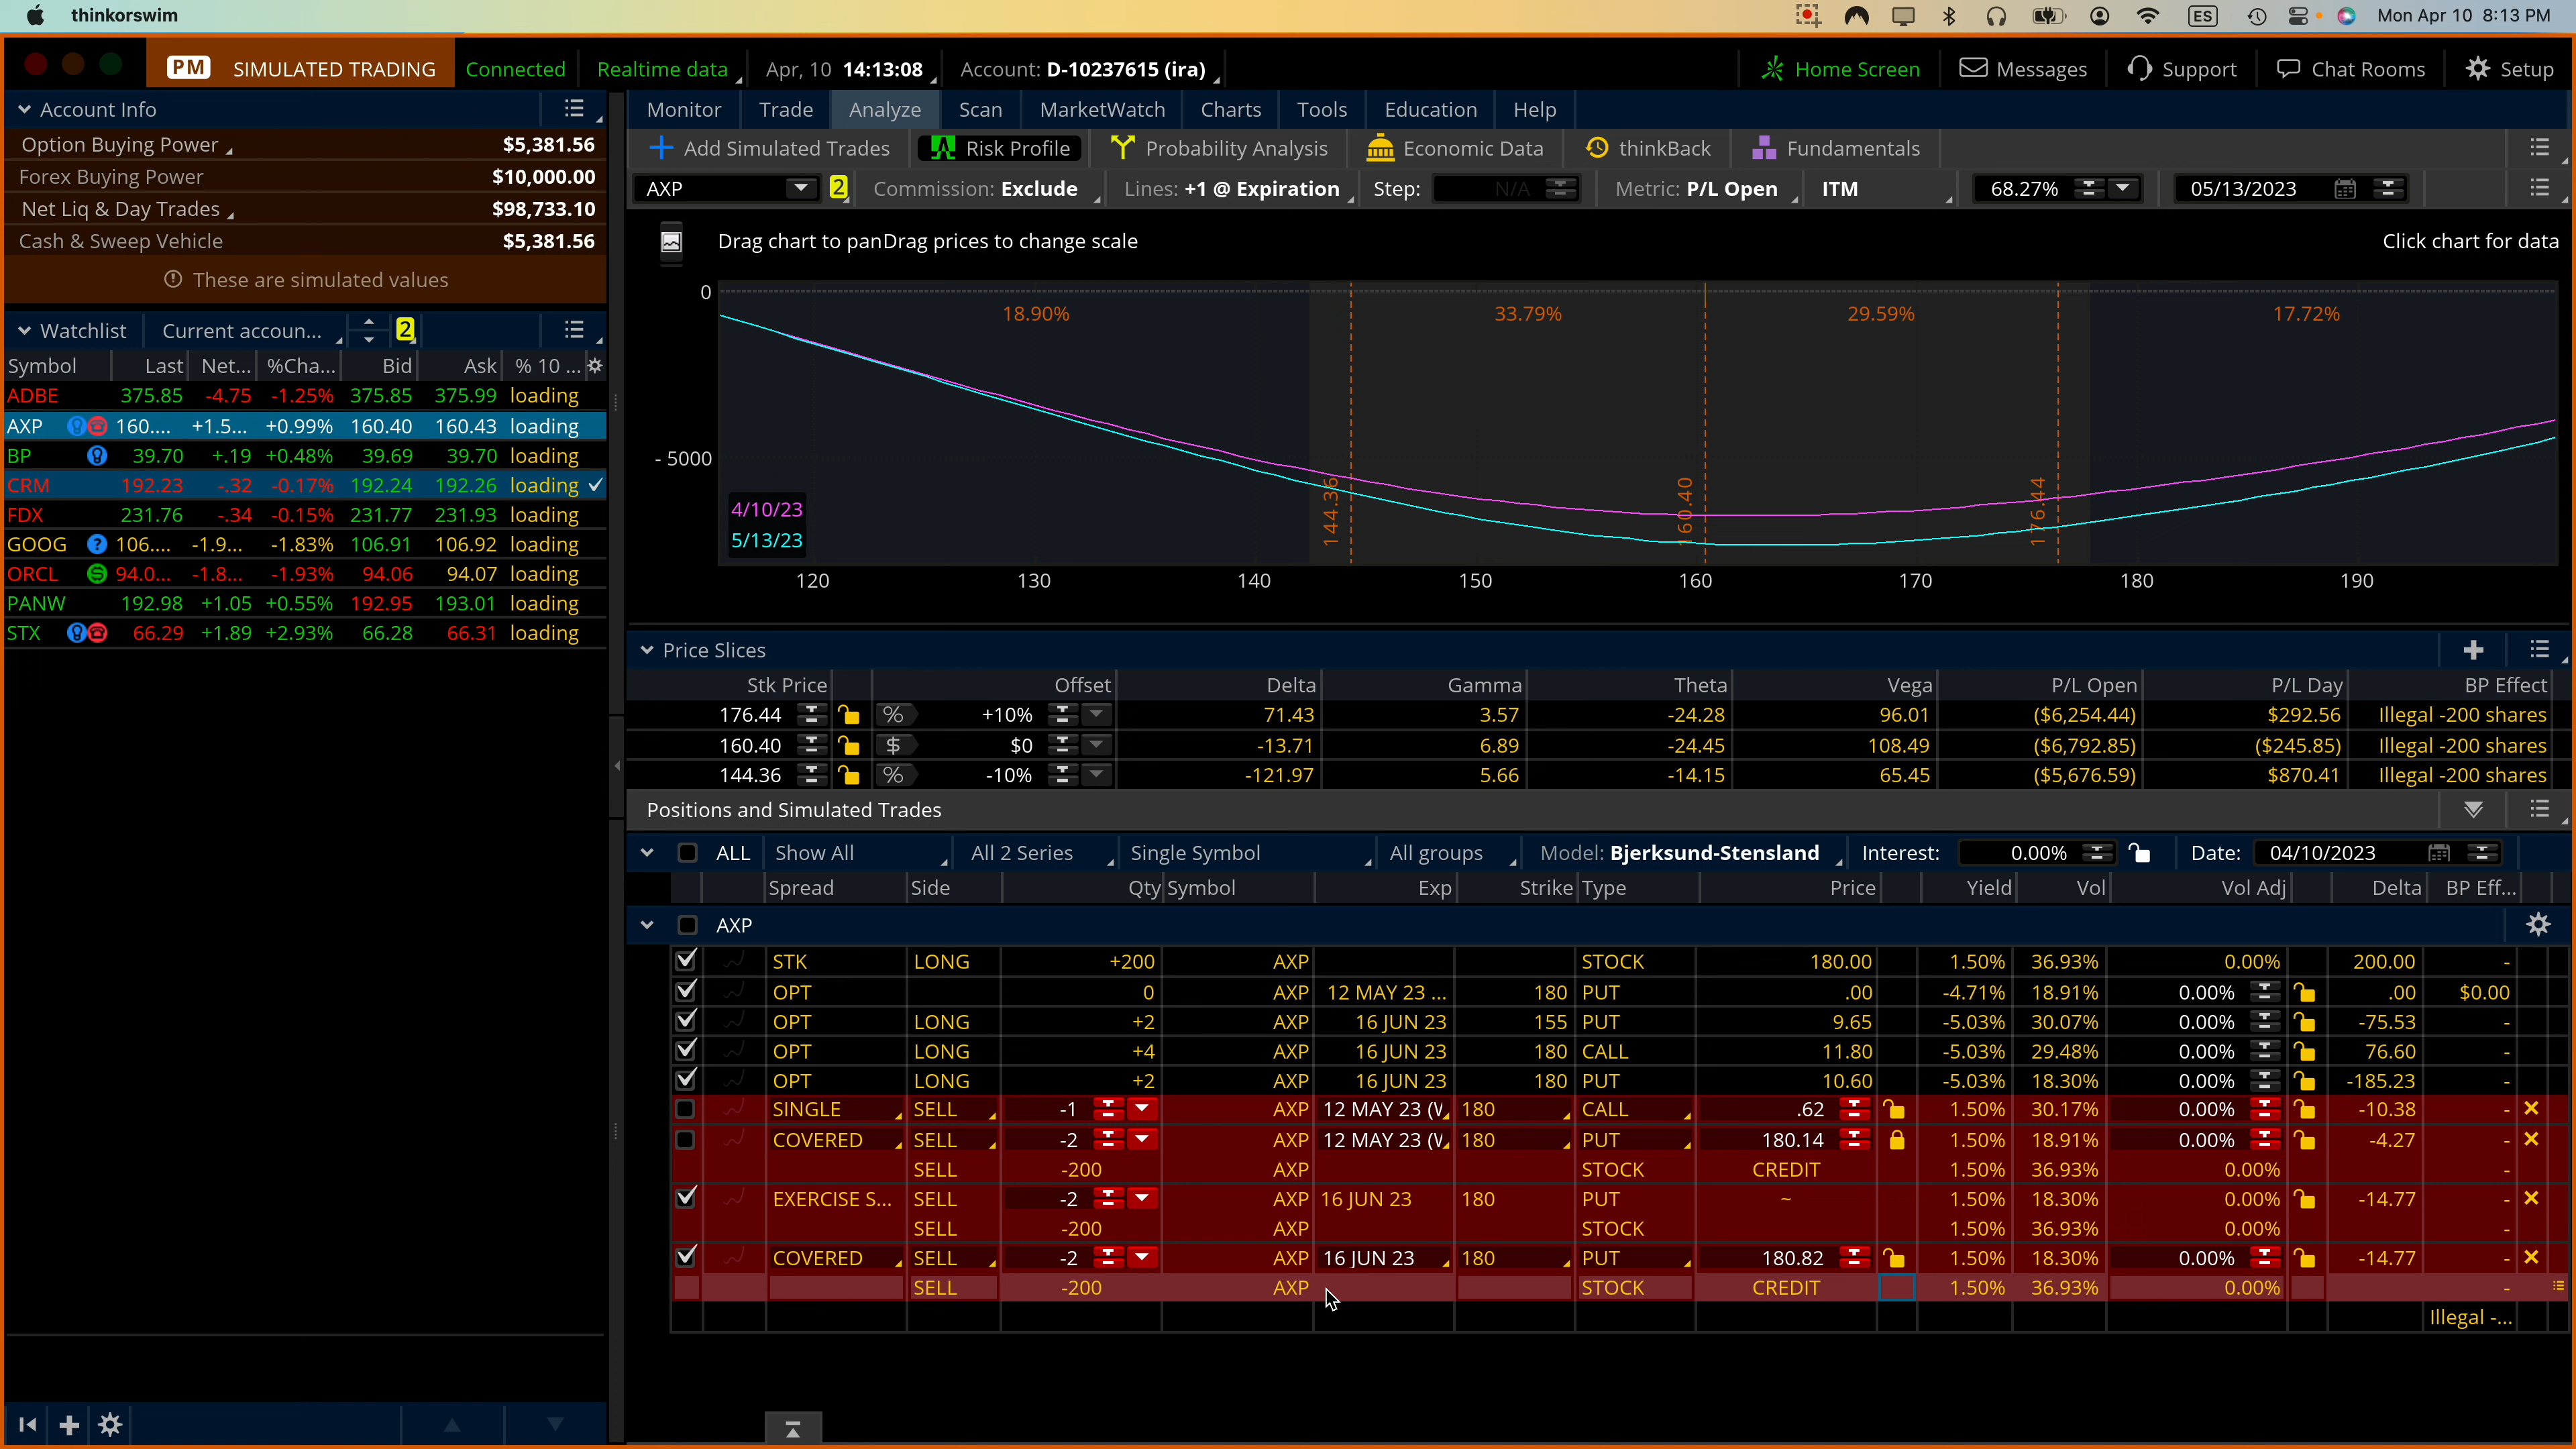 thinkorswim ES Mon Apr 10 8:13 PM
PM SIMULATED TRADING Connected Realtime data Apr, 10 14:13:08 Account: D-10237615 (ira) Home Screen Messages Support Chat Rooms Setup
Account Info
Option Buying Power $5,381.56
Forex Buying Power $10,000.00
Net Liq & Day Trades $98,733.10
Cash & Sweep Vehicle $5,381.56
These are simulated values
Watchlist Current accoun... 2
Symbol Last Net... %Cha... Bid Ask % 10 ...
ADBE 375.85 -4.75 -1.25% 375.85 375.99 loading
AXP 160.... +1.5... +0.99% 160.40 160.43 loading
BP 39.70 +.19 +0.48% 39.69 39.70 loading
CRM 192.23 -.32 -0.17% 192.24 192.26 loading
FDX 231.76 -.34 -0.15% 231.77 231.93 loading
GOOG ? 106.... -1.9... -1.83% 106.91 106.92 loading
ORCL S 94.0... -1.8... -1.93% 94.06 94.07 loading
PANW 192.98 +1.05 +0.55% 192.95 193.01 loading
STX 66.29 +1.89 +2.93% 66.28 66.31 loading
Monitor Trade Analyze Scan MarketWatch Charts Tools Education Help
Add Simulated Trades Risk Profile Probability Analysis Economic Data thinkBack Fundamentals
AXP 2 Commission: Exclude Lines: +1 @ Expiration Step: N/A Metric: P/L Open ITM 68.27% 05/13/2023
Drag chart to panDrag prices to change scale Click chart for data
0
18.90% 33.79% 29.59% 17.72%
- 5000
144.36 160.40 176.44
4/10/23
5/13/23
120 130 140 150 160 170 180 190
Price Slices
Stk Price Offset Delta Gamma Theta Vega P/L Open P/L Day BP Effect
176.44 % +10% 71.43 3.57 -24.28 96.01 ($6,254.44) $292.56 Illegal -200 shares
160.40 $ $0 -13.71 6.89 -24.45 108.49 ($6,792.85) ($245.85) Illegal -200 shares
144.36 % -10% -121.97 5.66 -14.15 65.45 ($5,676.59) $870.41 Illegal -200 shares
Positions and Simulated Trades
ALL Show All All 2 Series Single Symbol All groups Model: Bjerksund-Stensland Interest: 0.00% Date: 04/10/2023
Spread Side Qty Symbol Exp Strike Type Price Yield Vol Vol Adj Delta BP Eff...
AXP
STK LONG +200 AXP STOCK 180.00 1.50% 36.93% 0.00% 200.00 -
OPT 0 AXP 12 MAY 23 ... 180 PUT .00 -4.71% 18.91% 0.00% .00 $0.00
OPT LONG +2 AXP 16 JUN 23 155 PUT 9.65 -5.03% 30.07% 0.00% -75.53 -
OPT LONG +4 AXP 16 JUN 23 180 CALL 11.80 -5.03% 29.48% 0.00% 76.60 -
OPT LONG +2 AXP 16 JUN 23 180 PUT 10.60 -5.03% 18.30% 0.00% -185.23 -
SINGLE SELL -1 AXP 12 MAY 23 (V 180 CALL .62 1.50% 30.17% 0.00% -10.38 -
COVERED SELL -2 AXP 12 MAY 23 (V 180 PUT 180.14 1.50% 18.91% 0.00% -4.27 -
SELL -200 AXP STOCK CREDIT 1.50% 36.93% 0.00% -
EXERCISE S... SELL -2 AXP 16 JUN 23 180 PUT ~ 1.50% 18.30% 0.00% -14.77 -
SELL -200 AXP STOCK 1.50% 36.93% 0.00% -
COVERED SELL -2 AXP 16 JUN 23 180 PUT 180.82 1.50% 18.30% 0.00% -14.77 -
SELL -200 AXP STOCK CREDIT 1.50% 36.93% 0.00% -
Illegal -...